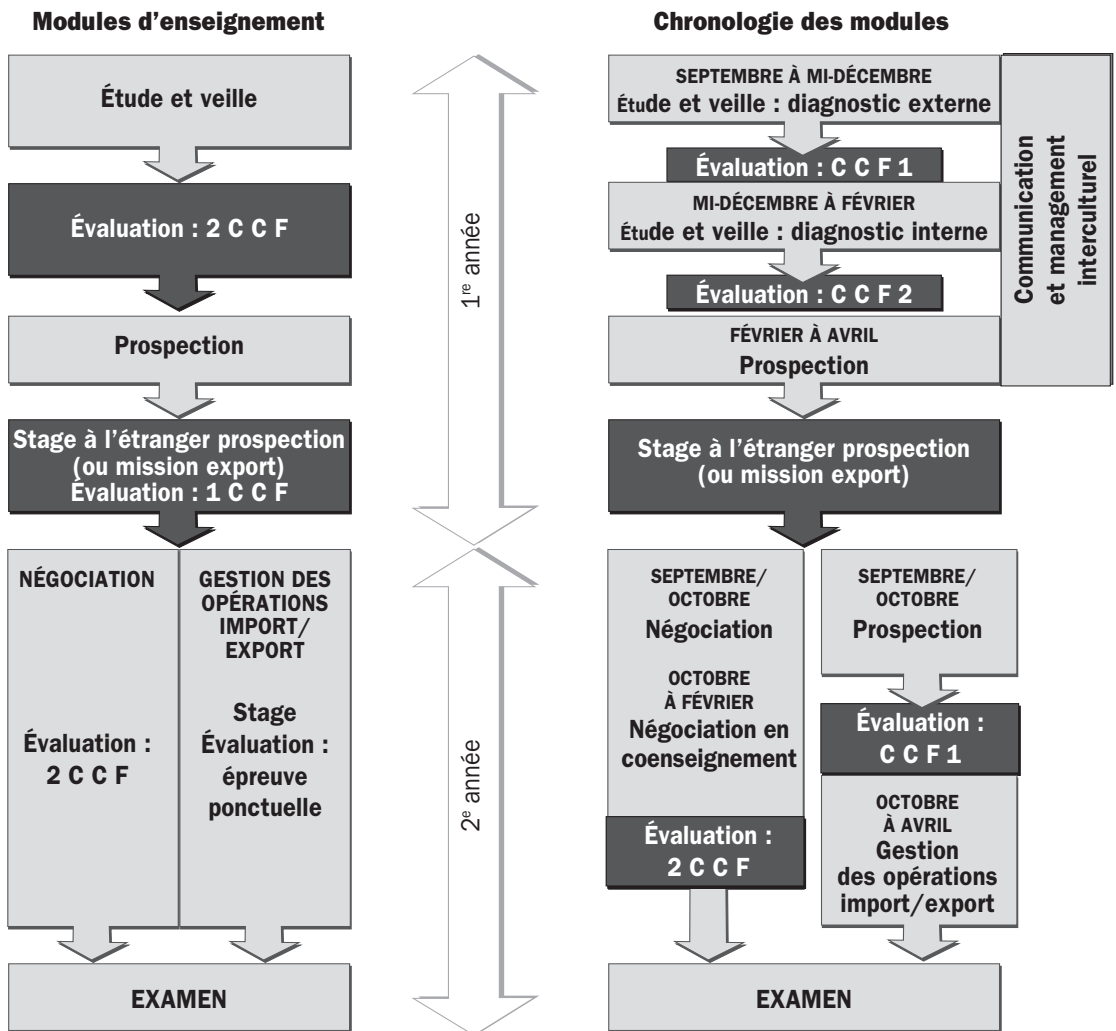 Modules d'enseignement
Étude et veille
Évaluation : 2 C C F
Prospection
Stage à l'étranger prospection
(ou mission export)
Évaluation : 1 C C F
NÉGOCIATION
Évaluation :
2 C C F
GESTION DES
OPÉRATIONS
IMPORT/
EXPORT
Stage
Évaluation :
épreuve
ponctuelle
EXAMEN
1re année
2e année
Chronologie des modules
SEPTEMBRE À MI-DÉCEMBRE
Étude et veille : diagnostic externe
Évaluation : C C F 1
MI-DÉCEMBRE À FÉVRIER
Étude et veille : diagnostic interne
Évaluation : C C F 2
FÉVRIER À AVRIL
Prospection
Communication
et management
interculturel
Stage à l'étranger prospection
(ou mission export)
SEPTEMBRE/
OCTOBRE
Négociation
OCTOBRE
À FÉVRIER
Négociation en
coenseignement
Évaluation :
2 C C F
SEPTEMBRE/
OCTOBRE
Prospection
Évaluation :
C C F 1
OCTOBRE
À AVRIL
Gestion
des opérations
import/export
EXAMEN